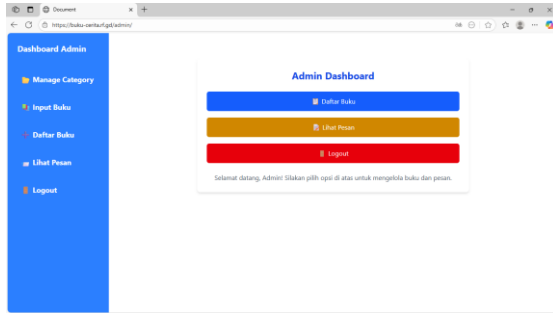 Document
https://buku-cerita.rf.gd/admin/
Dashboard Admin
Manage Category
Input Buku
Daftar Buku
Lihat Pesan
Logout
Admin Dashboard
Daftar Buku
Lihat Pesan
Logout
Selamat datang, Admin! Silakan pilih opsi di atas untuk mengelola buku dan pesan.